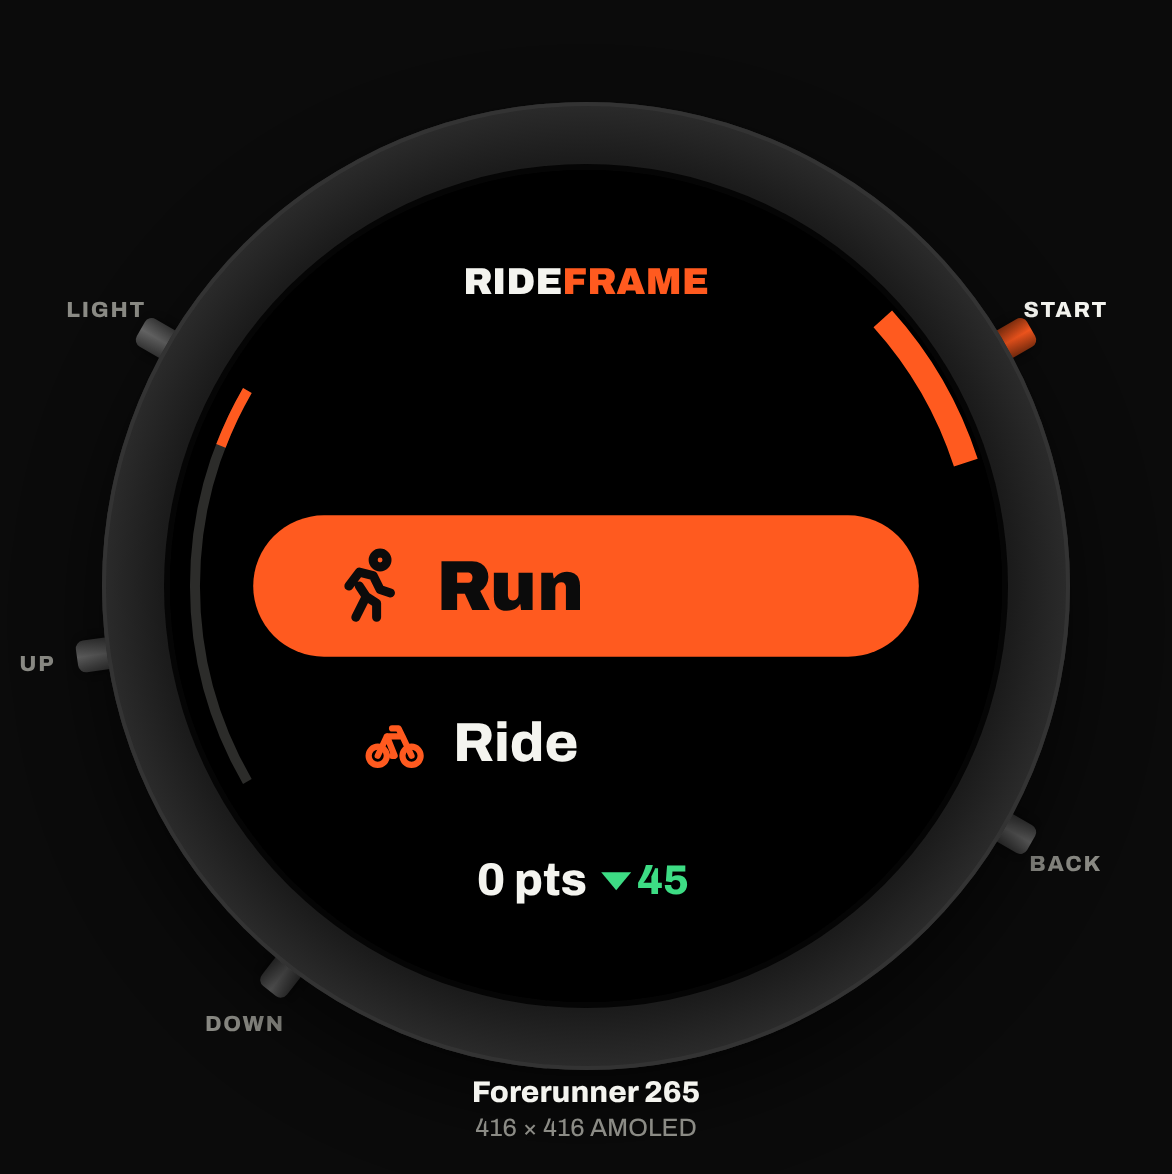 RIDEFRAME
LIGHT
START
Run
UP
Ride
BACK
0 pts ▼45
DOWN
Forerunner 265
416 × 416 AMOLED